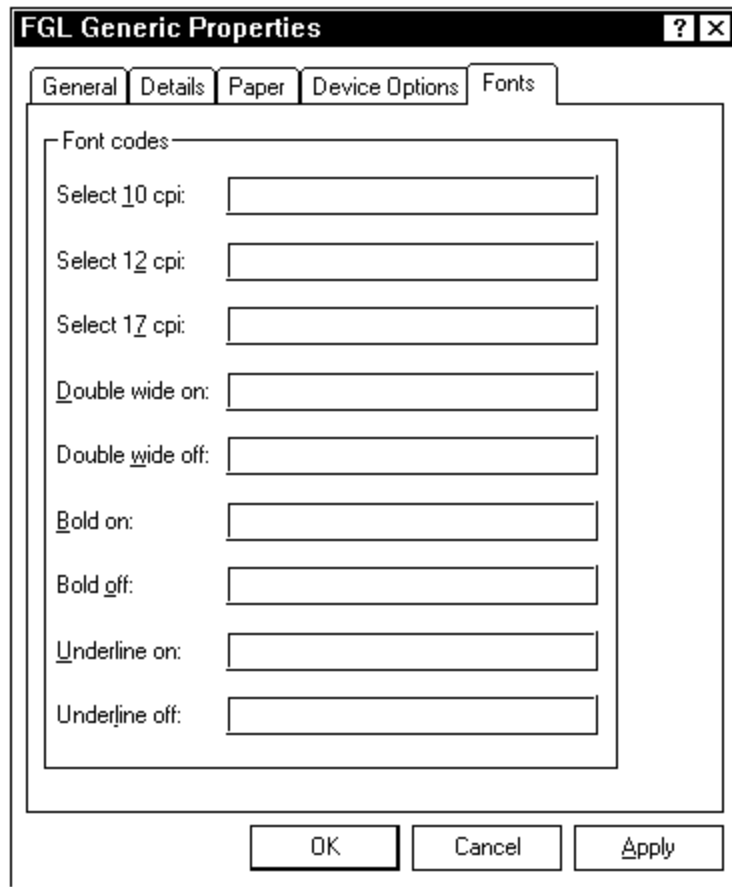 FGL Generic Properties ? ×
General Details Paper Device Options Fonts
Font codes
Select 10 cpi:
Select 12 cpi:
Select 17 cpi:
Double wide on:
Double wide off:
Bold on:
Bold off:
Underline on:
Underline off:
OK Cancel Apply